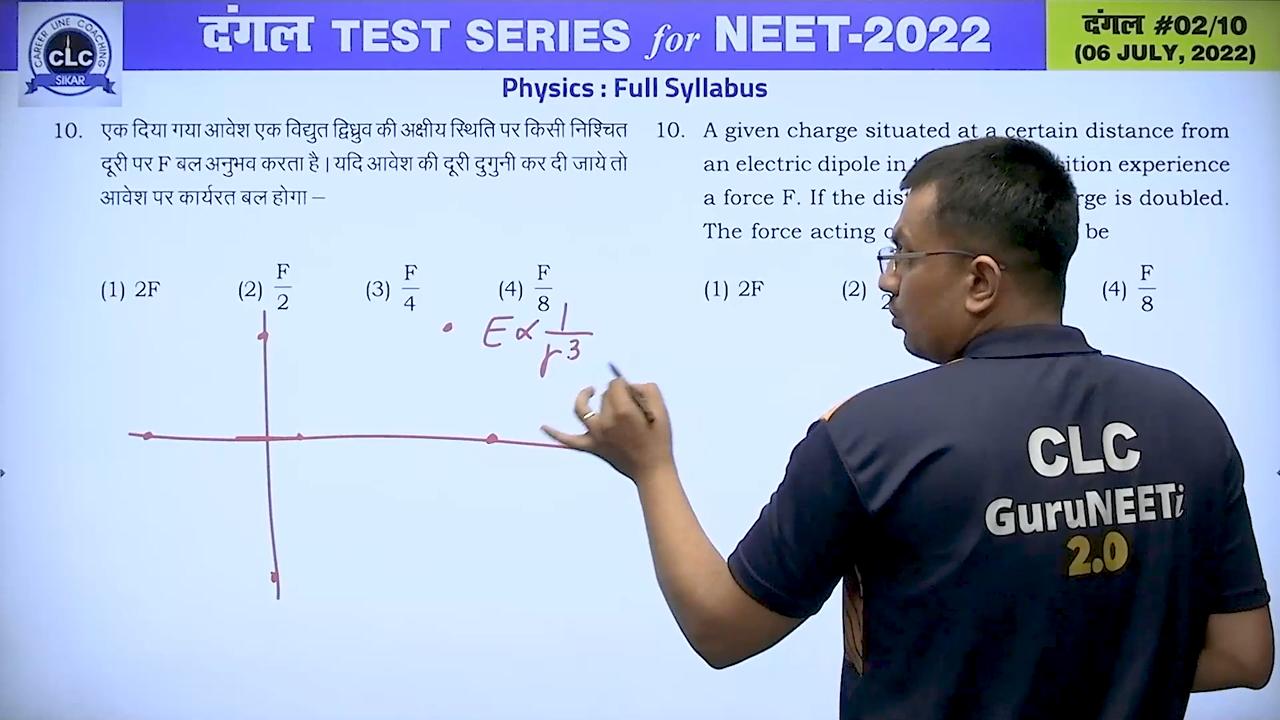 CAREER LINE COACHING
CLC
SIKAR
दंगल TEST SERIES for NEET-2022
दंगल #02/10
(06 JULY, 2022)
Physics : Full Syllabus
10. एक दिया गया आवेश एक विद्युत द्विध्रुव की अक्षीय स्थिति पर किसी निश्चित
दूरी पर F बल अनुभव करता है। यदि आवेश की दूरी दुगुनी कर दी जाये तो
आवेश पर कार्यरत बल होगा –
(1) 2F (2) F/2 (3) F/4 (4) F/8
E ∝ 1/r³
10. A given charge situated at a certain distance from
an electric dipole in experience
a force F. If the is doubled.
The force acting be
(1) 2F (2) (4) F/8
CLC
GuruNEETi
2.0